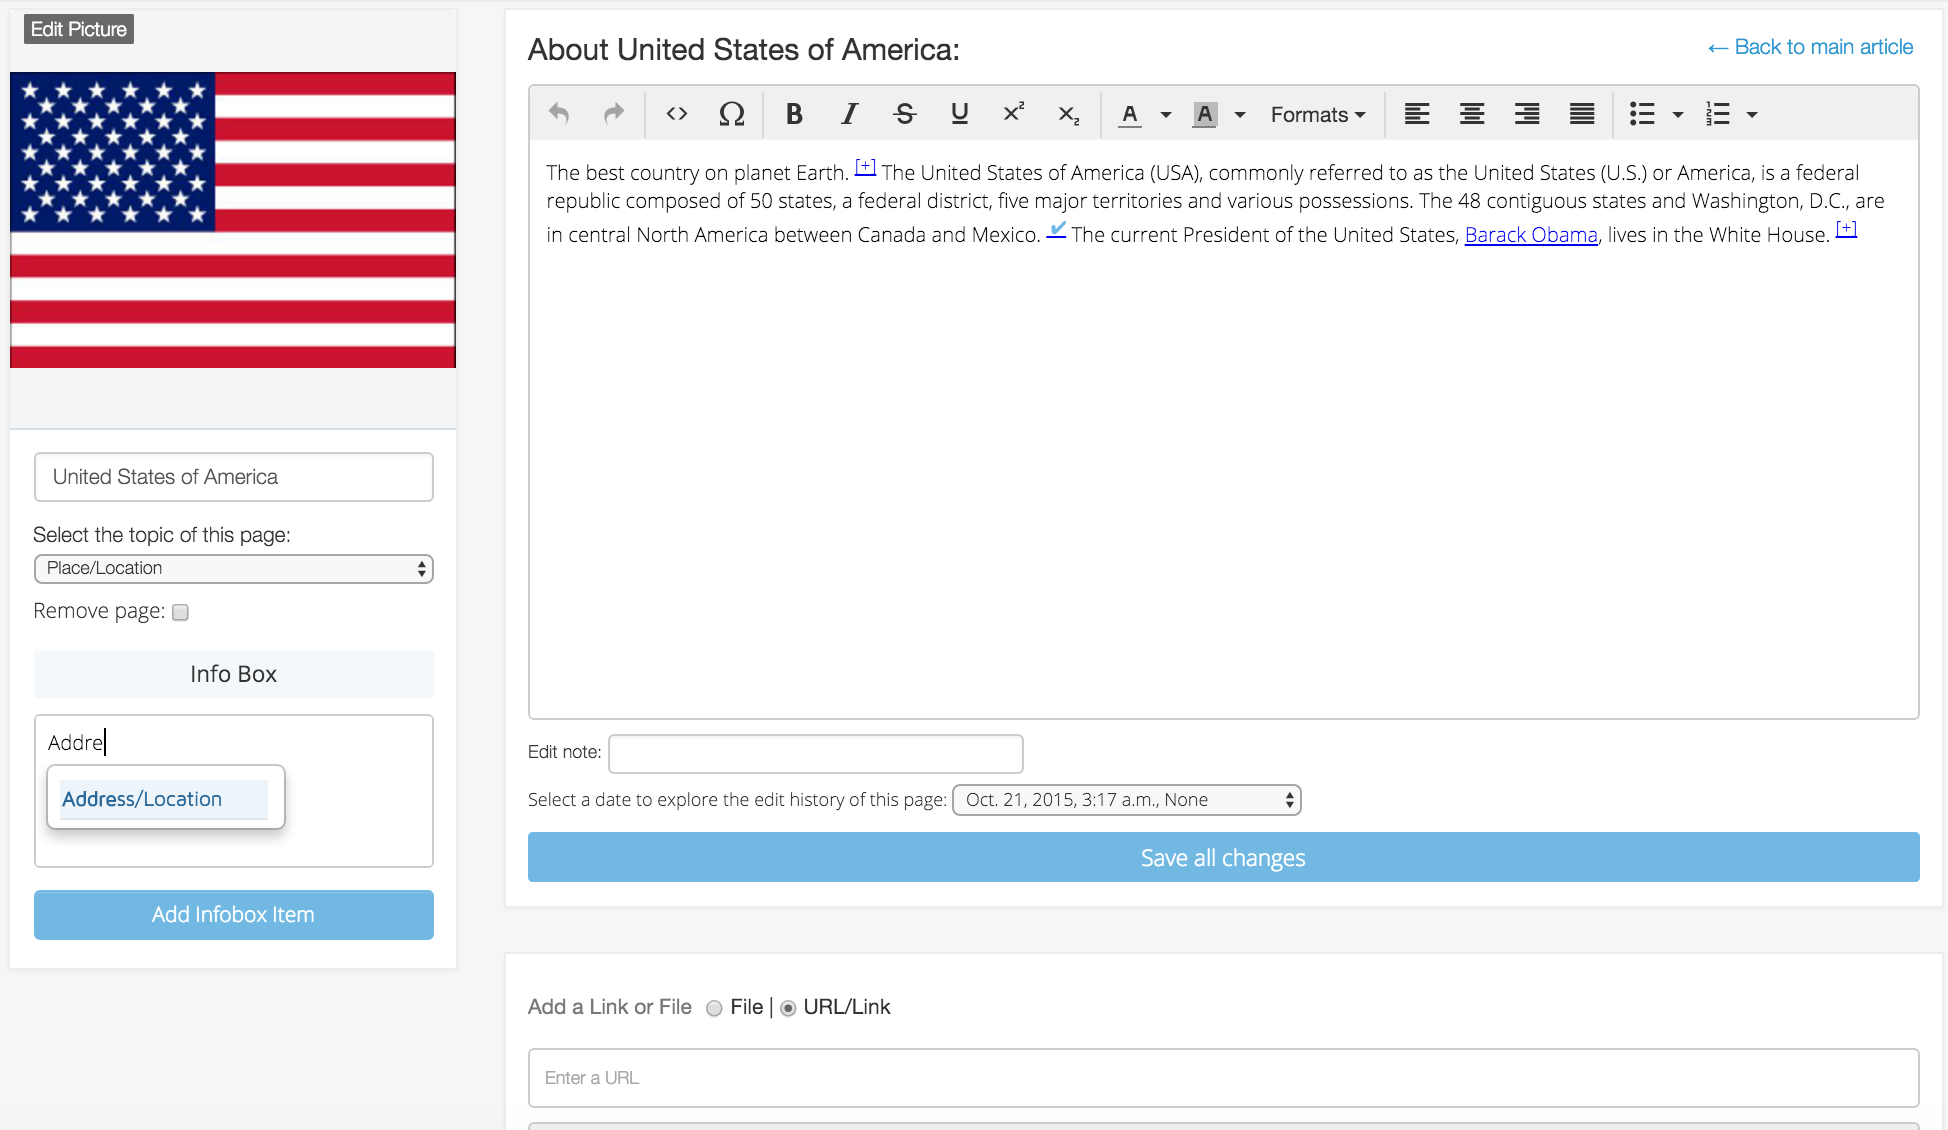 Edit Picture
United States of America
Select the topic of this page:
Place/Location
Remove page:
Info Box
Addre
Address/Location
Add Infobox Item
About United States of America:
← Back to main article
<> Ω B I S U x² x₂ A A Formats
The best country on planet Earth. [+] The United States of America (USA), commonly referred to as the United States (U.S.) or America, is a federal
republic composed of 50 states, a federal district, five major territories and various possessions. The 48 contiguous states and Washington, D.C., are
in central North America between Canada and Mexico. ✔ The current President of the United States, Barack Obama, lives in the White House. [+]
Edit note:
Select a date to explore the edit history of this page: Oct. 21, 2015, 3:17 a.m., None
Save all changes
Add a Link or File File | URL/Link
Enter a URL